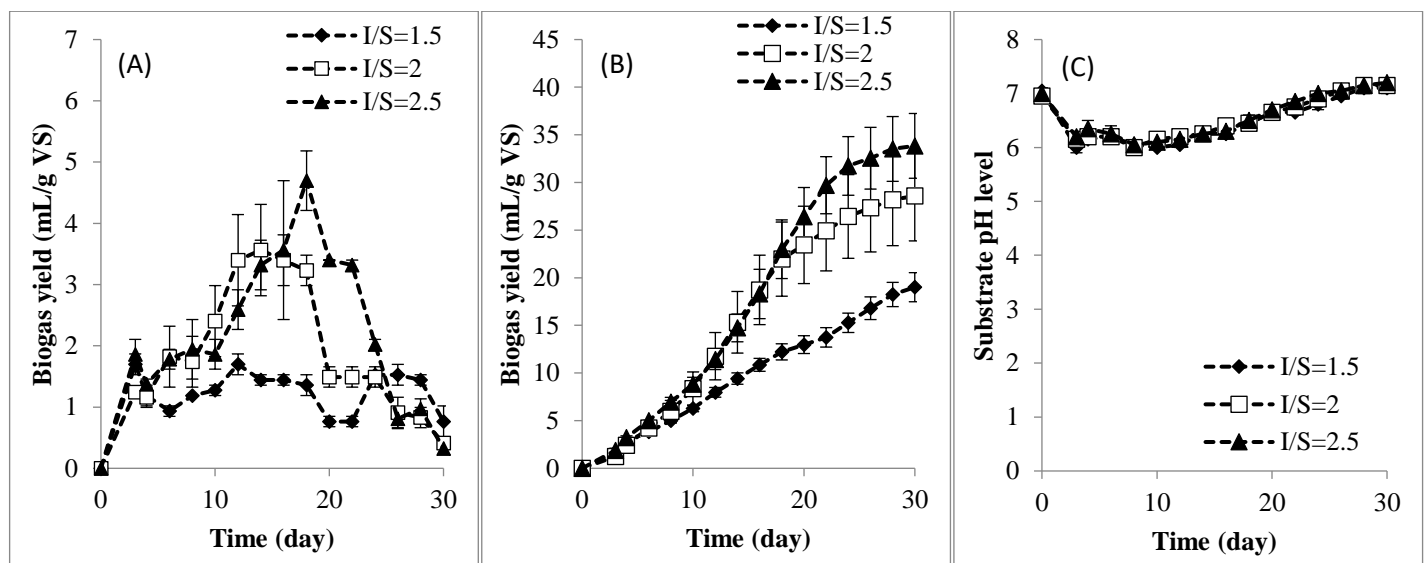 (A)
I/S=1.5
I/S=2
I/S=2.5
Biogas yield (mL/g VS)
7
6
5
4
3
2
1
0
0 10 20 30
Time (day)
(B)
I/S=1.5
I/S=2
I/S=2.5
Biogas yield (mL/g VS)
45
40
35
30
25
20
15
10
5
0
0 10 20 30
Time (day)
(C)
Substrate pH level
8
7
6
5
4
3
2
1
0
I/S=1.5
I/S=2
I/S=2.5
0 10 20 30
Time (day)